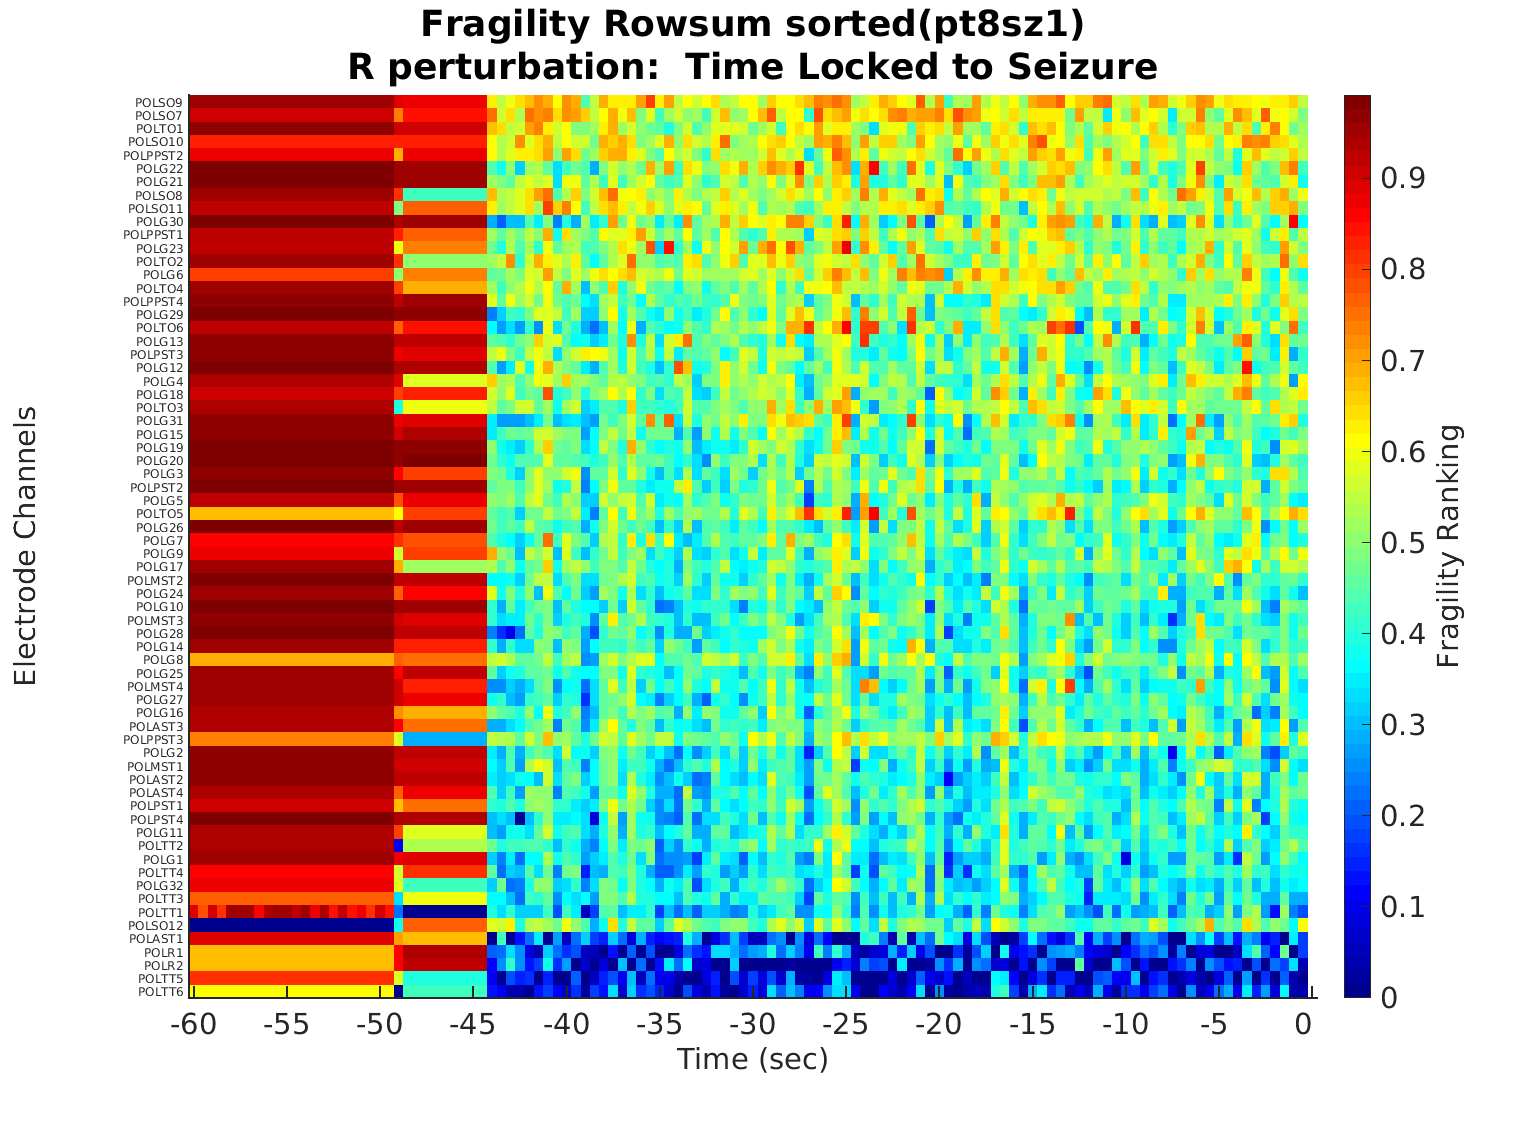 Fragility Rowsum sorted(pt8sz1)
R perturbation:  Time Locked to Seizure
Electrode Channels
POLSO9
POLSO7
POLTO1
POLSO10
POLPPST2
POLG22
POLG21
POLSO8
POLSO11
POLG30
POLPPST1
POLG23
POLTO2
POLG6
POLTO4
POLPPST4
POLG29
POLTO6
POLG13
POLPST3
POLG12
POLG4
POLG18
POLTO3
POLG31
POLG15
POLG19
POLG20
POLG3
POLPST2
POLG5
POLTO5
POLG26
POLG7
POLG9
POLG17
POLMST2
POLG24
POLG10
POLMST3
POLG28
POLG14
POLG8
POLG25
POLMST4
POLG27
POLG16
POLAST3
POLPPST3
POLG2
POLMST1
POLAST2
POLAST4
POLPST1
POLPST4
POLG11
POLTT2
POLG1
POLTT4
POLG32
POLTT3
POLTT1
POLSO12
POLAST1
POLR1
POLR2
POLTT5
POLTT6
-60 -55 -50 -45 -40 -35 -30 -25 -20 -15 -10 -5 0
Time (sec)
0.9
0.8
0.7
0.6
0.5
0.4
0.3
0.2
0.1
0
Fragility Ranking